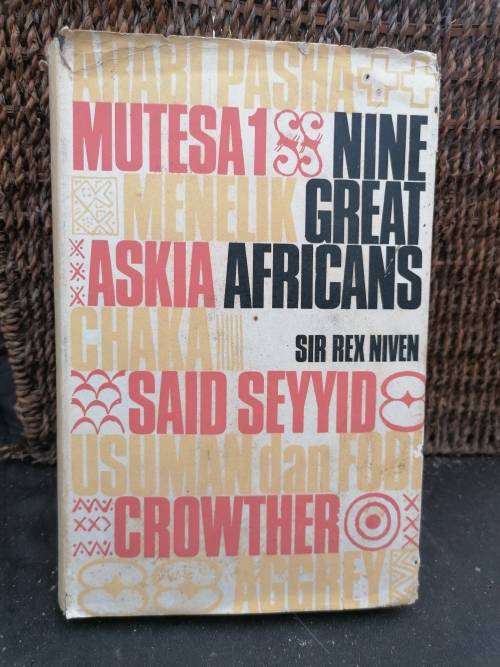 ARABI PASHA
MUTESA 1 NINE
MENELIK GREAT
ASKIA AFRICANS
CHAKA
SIR REX NIVEN
SAID SEYYID
USUMAN dan FODI
CROWTHER
AGGREY